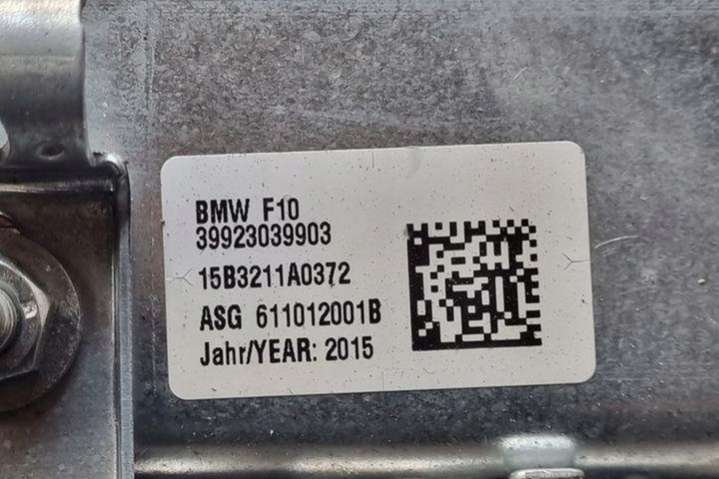 BMW F10
39923039903
15B3211A0372
ASG 611012001B
Jahr/YEAR: 2015